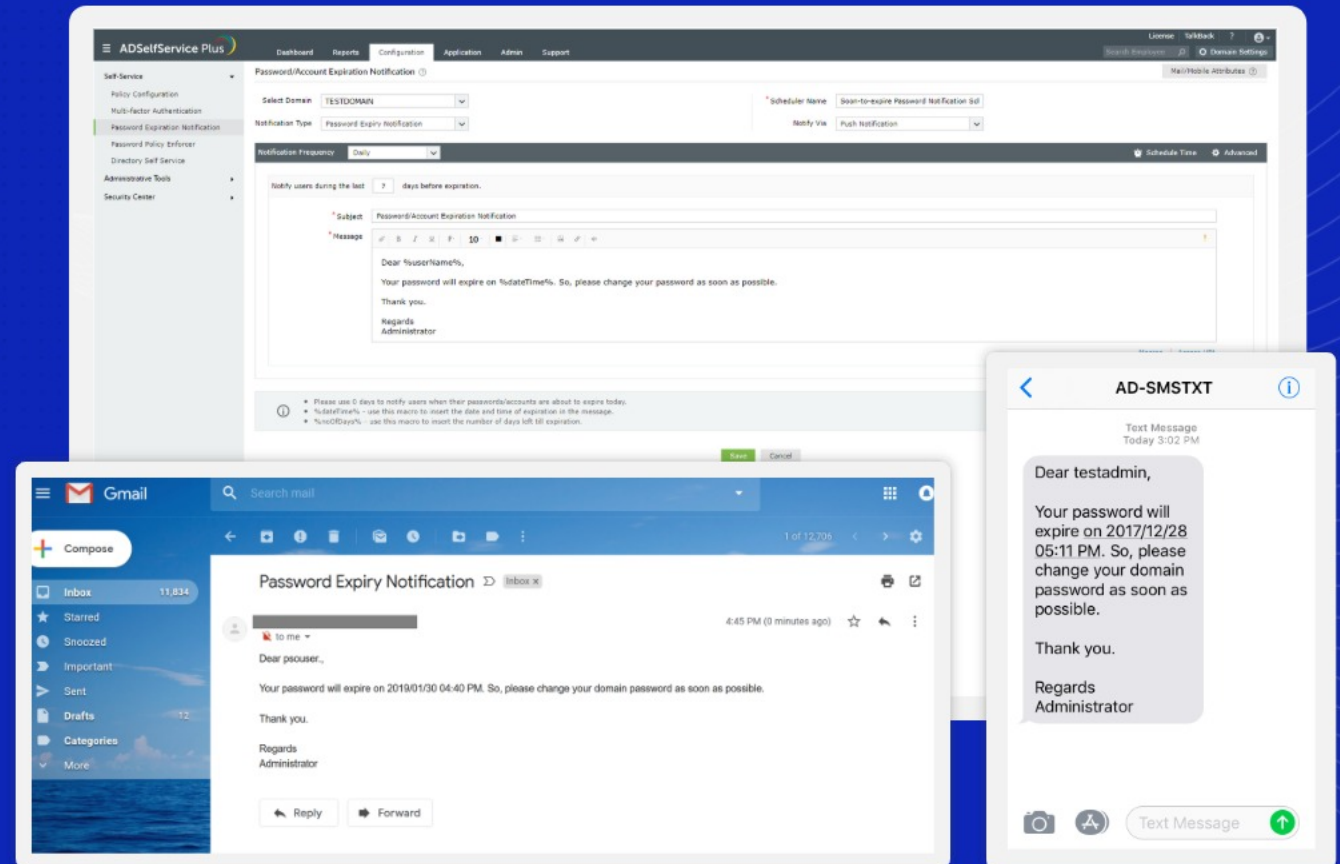 ADSelfService Plus
License TalkBack ?
Dashboard Reports Configuration Application Admin Support
Search Employee Domain Settings
Self-Service
Policy Configuration
Multi-factor Authentication
Password Expiration Notification
Password Policy Enforcer
Directory Self Service
Administrative Tools
Security Center
Password/Account Expiration Notification ?
Mail/Mobile Attributes ?
Select Domain TESTDOMAIN
* Scheduler Name Soon-to-expire Password Notification Scl
Notification Type Password Expiry Notification
Notify Via Push Notification
Notification Frequency Daily
Schedule Time Advanced
Notify users during the last 7 days before expiration.
* Subject Password/Account Expiration Notification
* Message
10
Dear %userName%,
Your password will expire on %dateTime%. So, please change your password as soon as possible.
Thank you.
Regards
Administrator
Please use 0 days to notify users when their passwords/accounts are about to expire today.
%dateTime% - use this macro to insert the date and time of expiration in the message.
%noOfDays% - use this macro to insert the number of days left till expiration.
Save Cancel
Gmail
Search mail
Compose
1 of 12,706
Inbox 11,834
Starred
Snoozed
Important
Sent
Drafts 12
Categories
More
Password Expiry Notification Inbox x
4:45 PM (0 minutes ago)
to me
Dear psouser.,
Your password will expire on 2019/01/30 04:40 PM. So, please change your domain password as soon as possible.
Thank you.
Regards
Administrator
Reply Forward
AD-SMSTXT
Text Message
Today 3:02 PM
Dear testadmin,
Your password will
expire on 2017/12/28
05:11 PM. So, please
change your domain
password as soon as
possible.
Thank you.
Regards
Administrator
Text Message